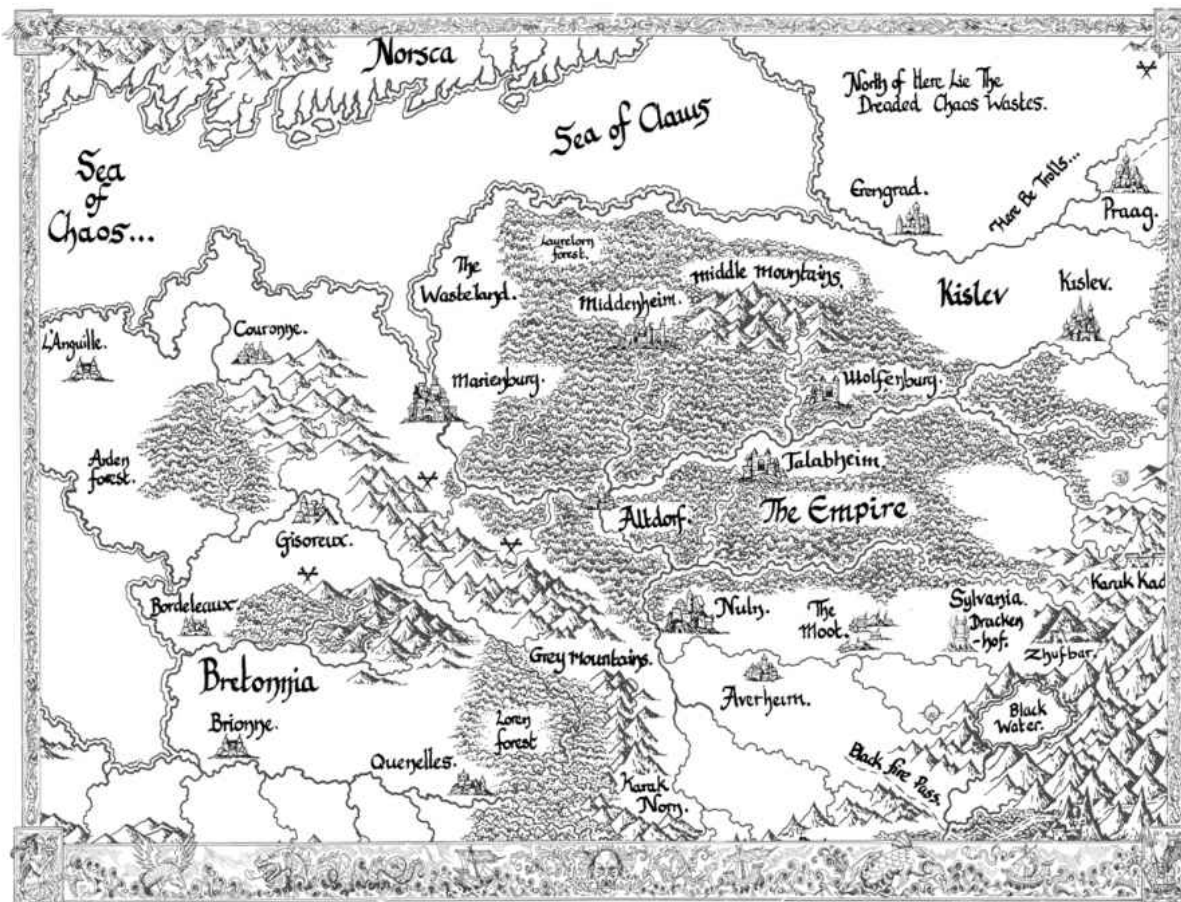 Norsca
North of Here Lie The
Dreaded Chaos Wastes.
Sea of Claws
Sea
of
Chaos...
Here Be Trolls...
Erengrad.
Praag.
Laurelorn
forest.
The
Wasteland.
Middle Mountains.
Middenheim.
Kislev
Kislev.
L'Anguille.
Couronne.
Marienburg.
Wolfenburg.
Arden
forest.
Talabheim.
Altdorf.
The Empire
Gisoreux.
Karak Kad
Bordeleaux.
Nuln.
The
Moot.
Sylvania.
Dracken
-hof.
Zhufbar.
Grey Mountains.
Bretonnia
Averheim.
Black
Water.
Brionne.
Loren
forest
Quenelles.
Black fire Pass.
Karak
Norn.